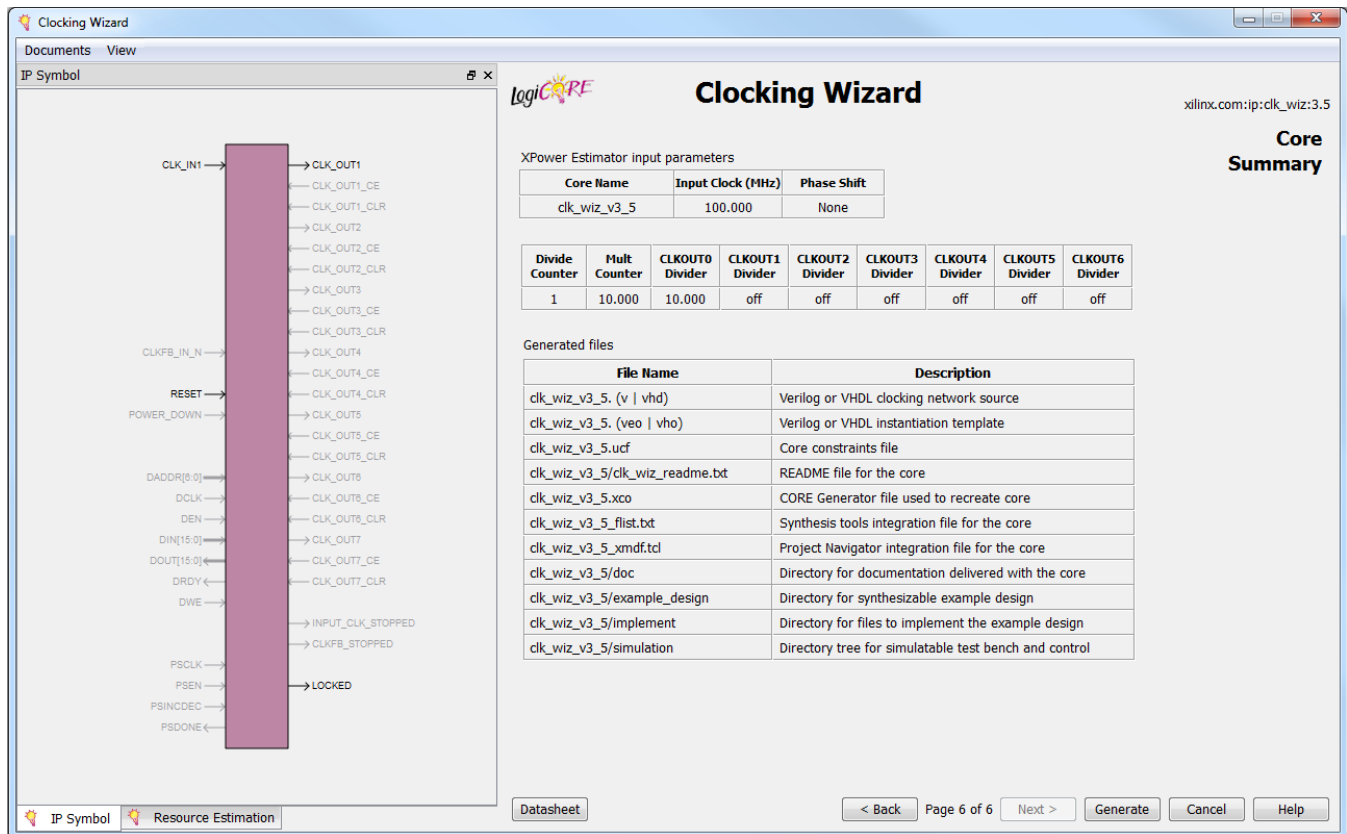 Clocking Wizard
Documents View
IP Symbol
CLK_IN1
CLKFB_IN_N
RESET
POWER_DOWN
DADDR[6:0]
DCLK
DEN
DIN[15:0]
DOUT[15:0]
DRDY
DWE
PSCLK
PSEN
PSINCDEC
PSDONE
CLK_OUT1
CLK_OUT1_CE
CLK_OUT1_CLR
CLK_OUT2
CLK_OUT2_CE
CLK_OUT2_CLR
CLK_OUT3
CLK_OUT3_CE
CLK_OUT3_CLR
CLK_OUT4
CLK_OUT4_CE
CLK_OUT4_CLR
CLK_OUT5
CLK_OUT5_CE
CLK_OUT5_CLR
CLK_OUT6
CLK_OUT6_CE
CLK_OUT6_CLR
CLK_OUT7
CLK_OUT7_CE
CLK_OUT7_CLR
INPUT_CLK_STOPPED
CLKFB_STOPPED
LOCKED
IP Symbol Resource Estimation
LogiCORE
Clocking Wizard
xilinx.com:ip:clk_wiz:3.5
Core
Summary
XPower Estimator input parameters
Core Name Input Clock (MHz) Phase Shift
clk_wiz_v3_5 100.000 None
Divide Counter Mult Counter CLKOUT0 Divider CLKOUT1 Divider CLKOUT2 Divider CLKOUT3 Divider CLKOUT4 Divider CLKOUT5 Divider CLKOUT6 Divider
1 10.000 10.000 off off off off off off
Generated files
File Name Description
clk_wiz_v3_5. (v | vhd) Verilog or VHDL clocking network source
clk_wiz_v3_5. (veo | vho) Verilog or VHDL instantiation template
clk_wiz_v3_5.ucf Core constraints file
clk_wiz_v3_5/clk_wiz_readme.txt README file for the core
clk_wiz_v3_5.xco CORE Generator file used to recreate core
clk_wiz_v3_5_flist.txt Synthesis tools integration file for the core
clk_wiz_v3_5_xmdf.tcl Project Navigator integration file for the core
clk_wiz_v3_5/doc Directory for documentation delivered with the core
clk_wiz_v3_5/example_design Directory for synthesizable example design
clk_wiz_v3_5/implement Directory for files to implement the example design
clk_wiz_v3_5/simulation Directory tree for simulatable test bench and control
Datasheet < Back Page 6 of 6 Next > Generate Cancel Help